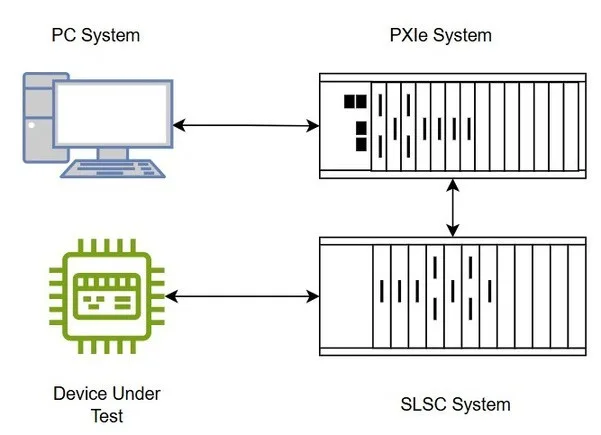 PC System
PXIe System
Device Under
Test
SLSC System